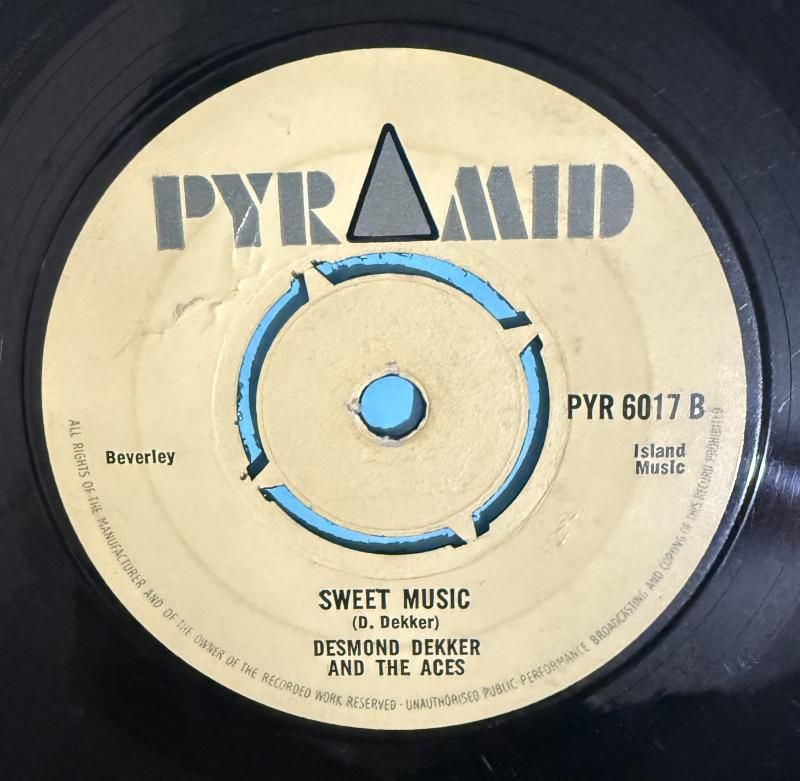 PYRAMID
PYR 6017 B
Beverley
Island
Music
SWEET MUSIC
(D. Dekker)
DESMOND DEKKER
AND THE ACES
ALL RIGHTS OF THE MANUFACTURER AND OF THE OWNER OF THE RECORDED WORK RESERVED · UNAUTHORISED PUBLIC PERFORMANCE BROADCASTING AND COPYING OF THIS RECORD PROHIBITED